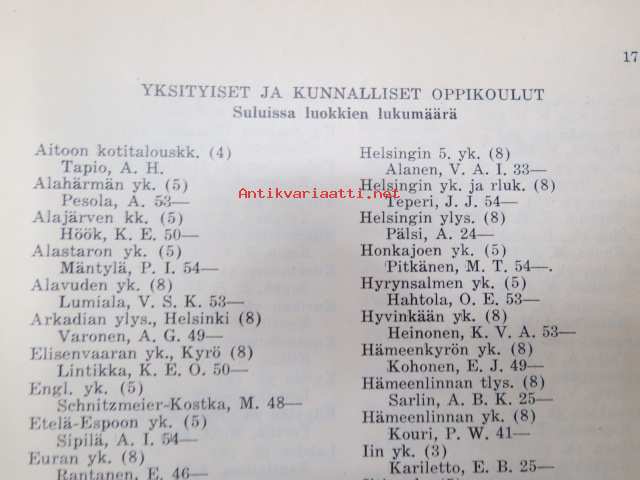 17
YKSITYISET JA KUNNALLISET OPPIKOULUT
Suluissa luokkien lukumäärä
Aitoon kotitalouskk. (4)
Tapio, A. H.
Alahärmän yk. (5)
Pesola, A. 53—
Alajärven kk. (5)
Höök, K. E. 50—
Alastaron yk. (5)
Mäntylä, P. I. 54—
Alavuden yk. (8)
Lumiala, V. S. K. 53—
Arkadian ylys., Helsinki (8)
Varonen, A. G. 49—
Elisenvaaran yk., Kyrö (8)
Lintikka, K. E. O. 50—
Engl. yk. (5)
Schnitzmeier-Kostka, M. 48—
Etelä-Espoon yk. (5)
Sipilä, A. I. 54—
Euran yk. (8)
Rantanen, E. 46—
Helsingin 5. yk. (8)
Alanen, V. A. I. 33—
Helsingin yk. ja rluk. (8)
Teperi, J. J. 54—
Helsingin ylys. (8)
Pälsi, A. 24—
Honkajoen yk. (5)
Pitkänen, M. T. 54—.
Hyrynsalmen yk. (5)
Hahtola, O. E. 53—
Hyvinkään yk. (8)
Heinonen, K. V. A. 53—
Hämeenkyrön yk. (8)
Kohonen, E. J. 49—
Hämeenlinnan tlys. (8)
Sarlin, A. B. K. 25—
Hämeenlinnan yk. (8)
Kouri, P. W. 41—
Iin yk. (3)
Kariletto, E. B. 25—
Antikvariaatti.net